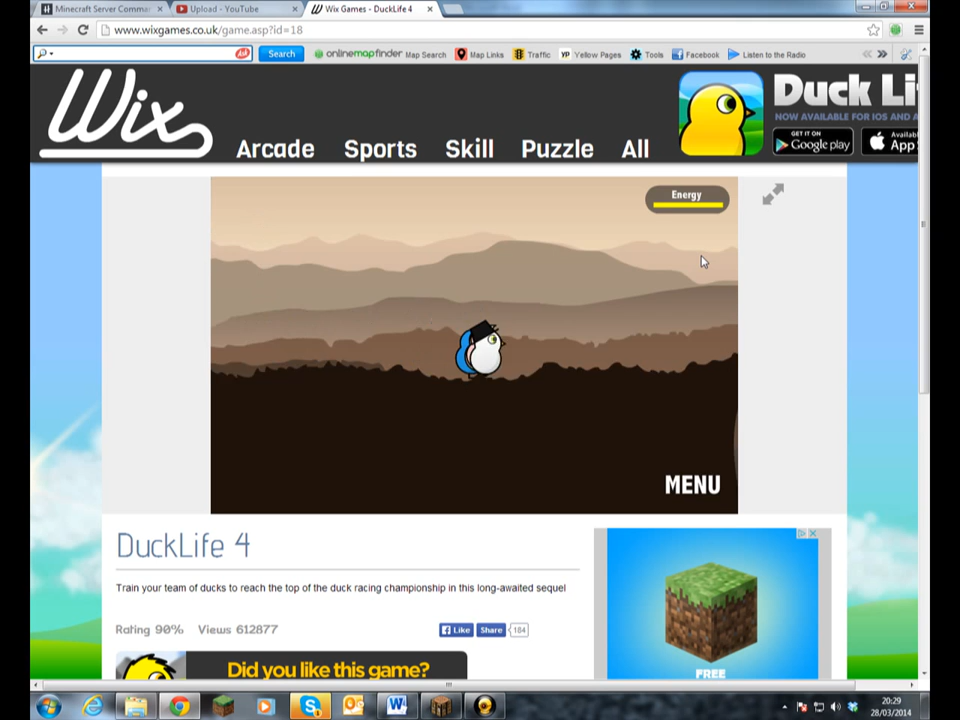 Minecraft Server Comma
Upload - YouTube
Wix Games - DuckLife 4
www.wixgames.co.uk/game.asp?id=18
Ask
Search
onlinemapfinder
Map Search
Map Links
Traffic
YP
Yellow Pages
Tools
Facebook
Listen to the Radio
Wix
Arcade Sports Skill Puzzle All
Duck Li
NOW AVAILABLE FOR IOS AND A
GET IT ON
Google play
Availabl
App
Energy
MENU
DuckLife 4
Train your team of ducks to reach the top of the duck racing championship in this long-awaited sequel
Rating 90% Views 612877
Like
Share
184
Did you like this game?
FREE
20:29
28/03/2014